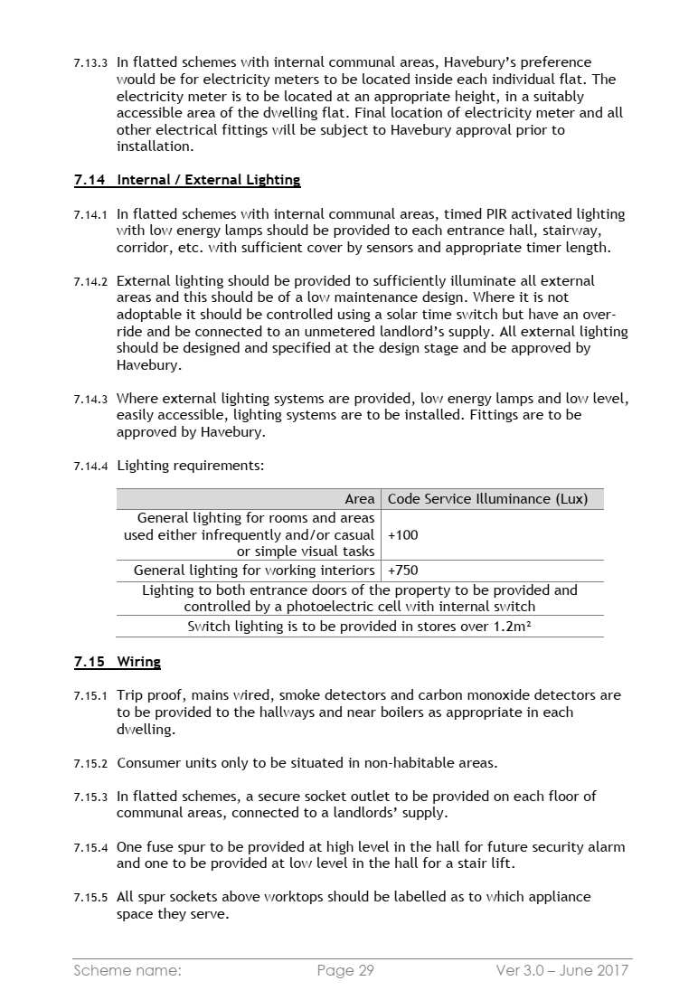 7.13.3 In flatted schemes with internal communal areas, Havebury’s preference
would be for electricity meters to be located inside each individual flat. The
electricity meter is to be located at an appropriate height, in a suitably
accessible area of the dwelling flat. Final location of electricity meter and all
other electrical fittings will be subject to Havebury approval prior to
installation.
7.14 Internal / External Lighting
7.14.1 In flatted schemes with internal communal areas, timed PIR activated lighting
with low energy lamps should be provided to each entrance hall, stairway,
corridor, etc. with sufficient cover by sensors and appropriate timer length.
7.14.2 External lighting should be provided to sufficiently illuminate all external
areas and this should be of a low maintenance design. Where it is not
adoptable it should be controlled using a solar time switch but have an over-
ride and be connected to an unmetered landlord’s supply. All external lighting
should be designed and specified at the design stage and be approved by
Havebury.
7.14.3 Where external lighting systems are provided, low energy lamps and low level,
easily accessible, lighting systems are to be installed. Fittings are to be
approved by Havebury.
7.14.4 Lighting requirements:
Area Code Service Illuminance (Lux)
General lighting for rooms and areas
used either infrequently and/or casual +100
or simple visual tasks
General lighting for working interiors +750
Lighting to both entrance doors of the property to be provided and
controlled by a photoelectric cell with internal switch
Switch lighting is to be provided in stores over 1.2m²
7.15 Wiring
7.15.1 Trip proof, mains wired, smoke detectors and carbon monoxide detectors are
to be provided to the hallways and near boilers as appropriate in each
dwelling.
7.15.2 Consumer units only to be situated in non-habitable areas.
7.15.3 In flatted schemes, a secure socket outlet to be provided on each floor of
communal areas, connected to a landlords’ supply.
7.15.4 One fuse spur to be provided at high level in the hall for future security alarm
and one to be provided at low level in the hall for a stair lift.
7.15.5 All spur sockets above worktops should be labelled as to which appliance
space they serve.
Scheme name: Page 29 Ver 3.0 – June 2017